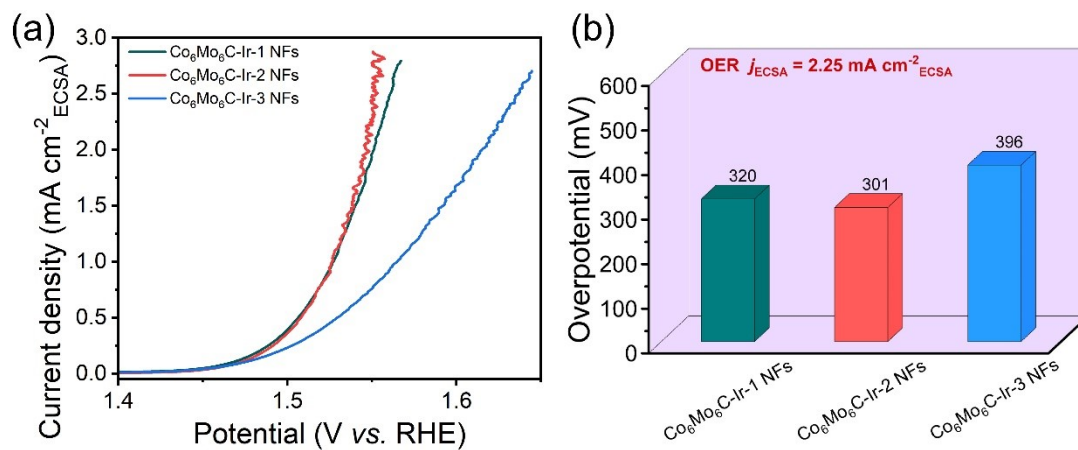 (a)
Current density (mA cm⁻²ECSA)
3.0
2.5
2.0
1.5
1.0
0.5
0.0
Co₆Mo₆C-Ir-1 NFs
Co₆Mo₆C-Ir-2 NFs
Co₆Mo₆C-Ir-3 NFs
1.4 1.5 1.6
Potential (V vs. RHE)
(b)
OER jECSA = 2.25 mA cm⁻²ECSA
Overpotential (mV)
600
500
400
300
200
100
0
320
301
396
Co₆Mo₆C-Ir-1 NFs
Co₆Mo₆C-Ir-2 NFs
Co₆Mo₆C-Ir-3 NFs